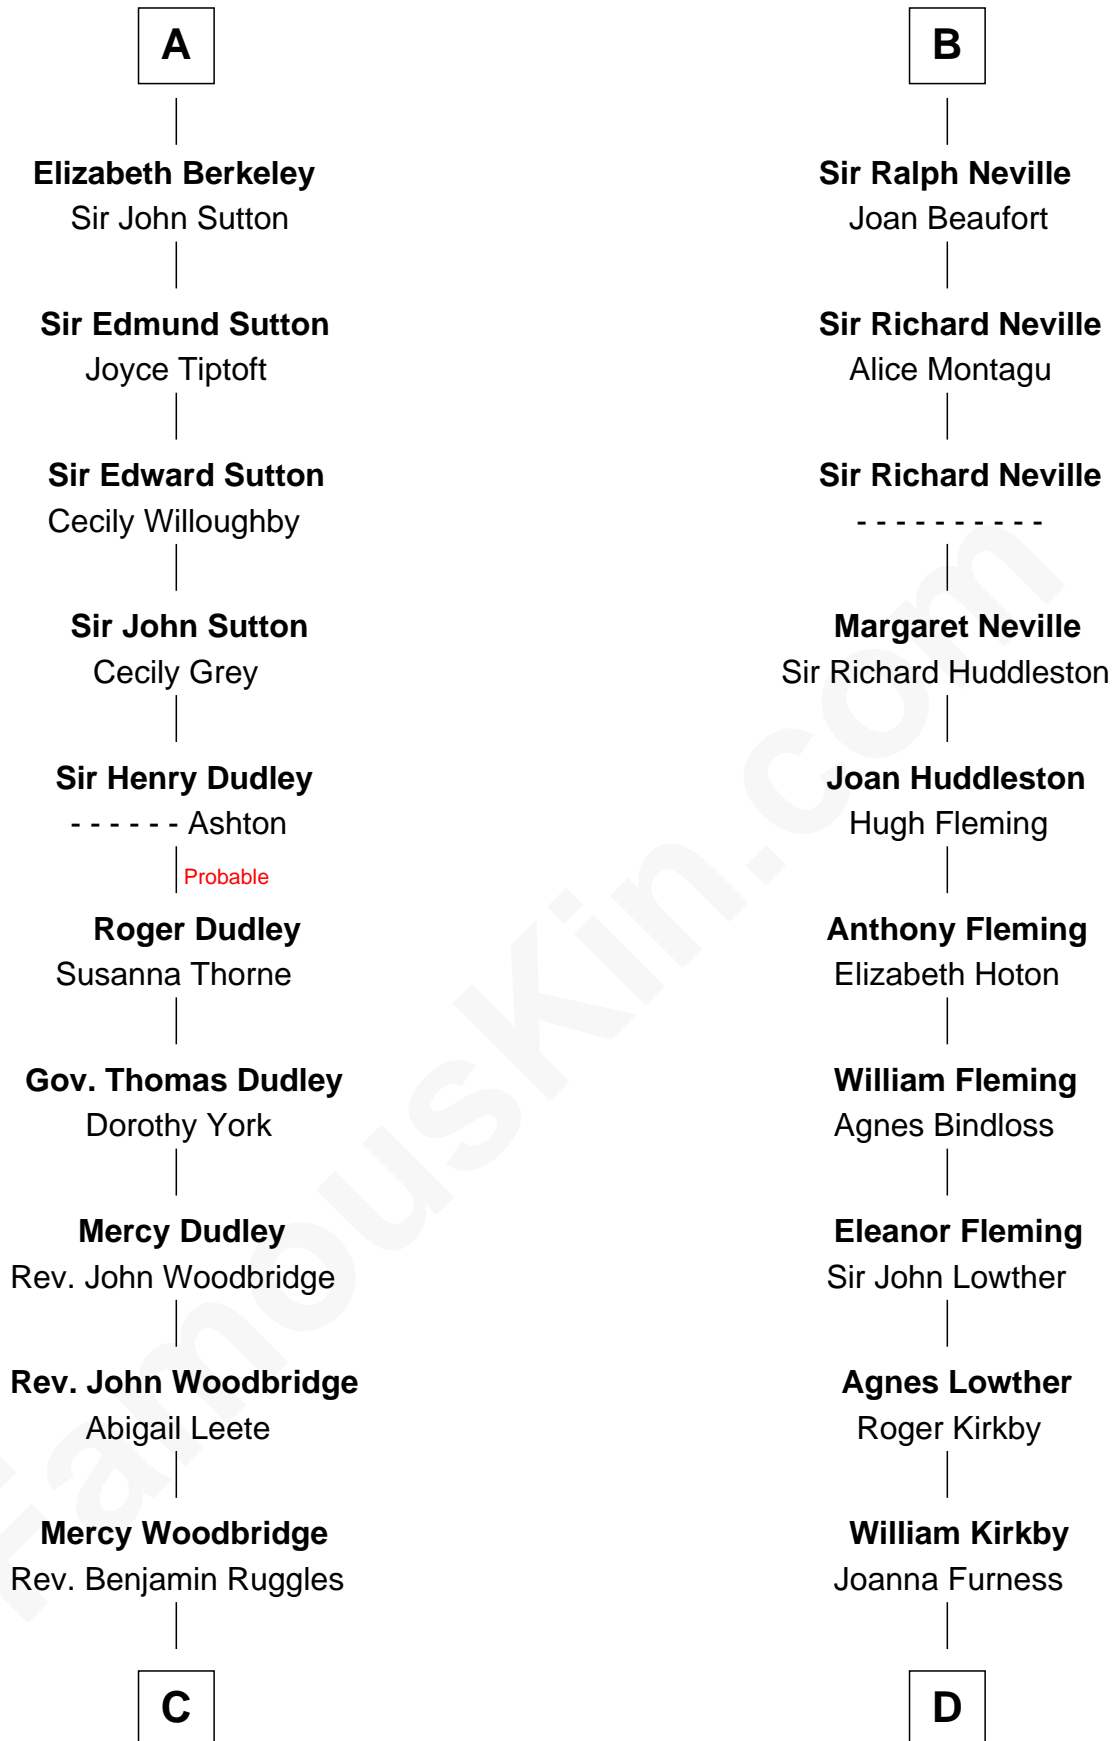 A
Elizabeth Berkeley
Sir John Sutton
Sir Edmund Sutton
Joyce Tiptoft
Sir Edward Sutton
Cecily Willoughby
Sir John Sutton
Cecily Grey
Sir Henry Dudley
- - - - - - Ashton
Probable
Roger Dudley
Susanna Thorne
Gov. Thomas Dudley
Dorothy York
Mercy Dudley
Rev. John Woodbridge
Rev. John Woodbridge
Abigail Leete
Mercy Woodbridge
Rev. Benjamin Ruggles
C
B
Sir Ralph Neville
Joan Beaufort
Sir Richard Neville
Alice Montagu
Sir Richard Neville
- - - - - - - - - -
Margaret Neville
Sir Richard Huddleston
Joan Huddleston
Hugh Fleming
Anthony Fleming
Elizabeth Hoton
William Fleming
Agnes Bindloss
Eleanor Fleming
Sir John Lowther
Agnes Lowther
Roger Kirkby
William Kirkby
Joanna Furness
D
FamousKin.com